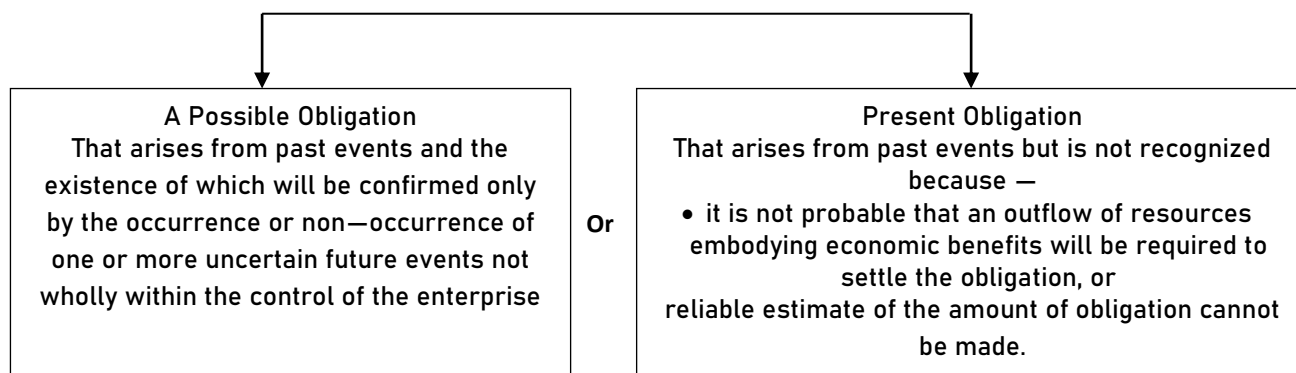 A Possible Obligation
That arises from past events and the
existence of which will be confirmed only
by the occurrence or non—occurrence of
one or more uncertain future events not
wholly within the control of the enterprise
Or
Present Obligation
That arises from past events but is not recognized
because —
• it is not probable that an outflow of resources
embodying economic benefits will be required to
settle the obligation, or
reliable estimate of the amount of obligation cannot
be made.